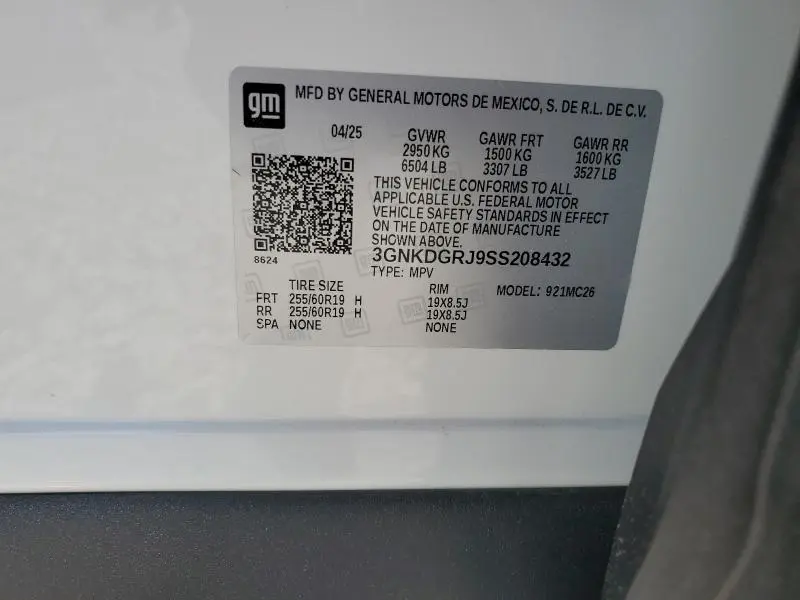 gm MFD BY GENERAL MOTORS DE MEXICO, S. DE R.L. DE C.V.
04/25 GVWR GAWR FRT GAWR RR
2950 KG 1500 KG 1600 KG
6504 LB 3307 LB 3527 LB
THIS VEHICLE CONFORMS TO ALL
APPLICABLE U.S. FEDERAL MOTOR
VEHICLE SAFETY STANDARDS IN EFFECT
ON THE DATE OF MANUFACTURE
SHOWN ABOVE.
8624 3GNKDGRJ9SS208432
TYPE: MPV
TIRE SIZE RIM MODEL: 921MC26
FRT 255/60R19 H 19X8.5J
RR 255/60R19 H 19X8.5J
SPA NONE NONE